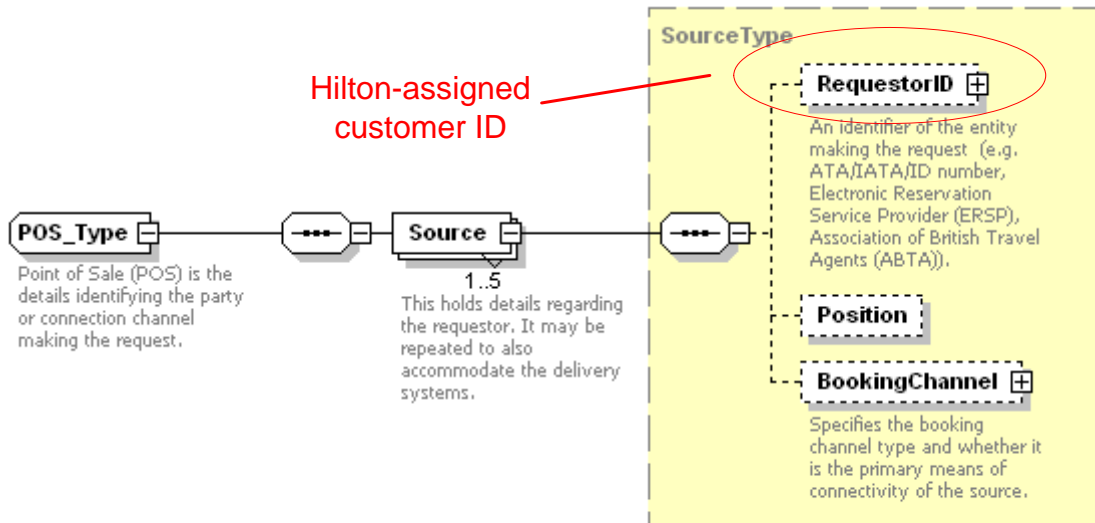 SourceType
Hilton-assigned
customer ID
RequestorID
An identifier of the entity
making the request (e.g.
ATA/IATA/ID number,
Electronic Reservation
Service Provider (ERSP),
Association of British Travel
Agents (ABTA)).
POS_Type
Point of Sale (POS) is the
details identifying the party
or connection channel
making the request.
Source
1..5
This holds details regarding
the requestor. It may be
repeated to also
accommodate the delivery
systems.
Position
BookingChannel
Specifies the booking
channel type and whether it
is the primary means of
connectivity of the source.